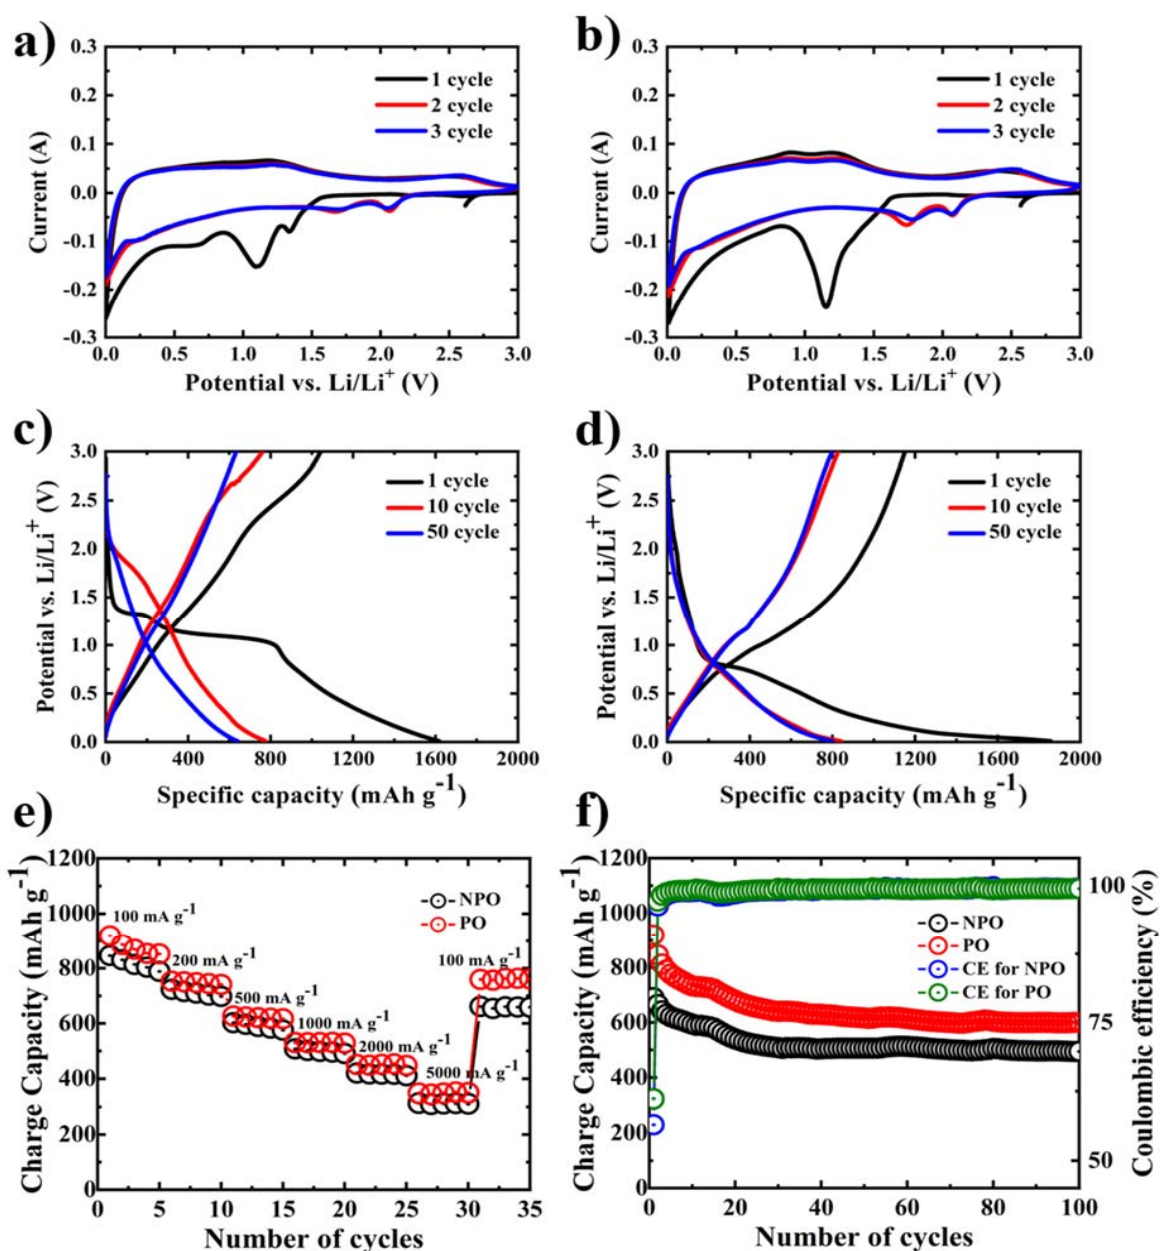 a)
0.3
0.2
0.1
0.0
-0.1
-0.2
-0.3
Current (A)
1 cycle
2 cycle
3 cycle
0.0 0.5 1.0 1.5 2.0 2.5 3.0
Potential vs. Li/Li+ (V)
b)
0.3
0.2
0.1
0.0
-0.1
-0.2
-0.3
Current (A)
1 cycle
2 cycle
3 cycle
0.0 0.5 1.0 1.5 2.0 2.5 3.0
Potential vs. Li/Li+ (V)
c)
3.0
2.5
2.0
1.5
1.0
0.5
0.0
Potential vs. Li/Li+ (V)
1 cycle
10 cycle
50 cycle
0 400 800 1200 1600 2000
Specific capacity (mAh g-1)
d)
3.0
2.5
2.0
1.5
1.0
0.5
0.0
Potential vs. Li/Li+ (V)
1 cycle
10 cycle
50 cycle
0 400 800 1200 1600 2000
Specific capacity (mAh g-1)
e)
1200
1000
800
600
400
200
0
Charge Capacity (mAh g-1)
NPO
PO
100 mA g-1
200 mA g-1
500 mA g-1
1000 mA g-1
2000 mA g-1
5000 mA g-1
100 mA g-1
0 5 10 15 20 25 30 35
Number of cycles
f)
1200
1000
800
600
400
200
0
Charge Capacity (mAh g-1)
NPO
PO
CE for NPO
CE for PO
100
75
50
Coulombic efficiency (%)
0 20 40 60 80 100
Number of cycles